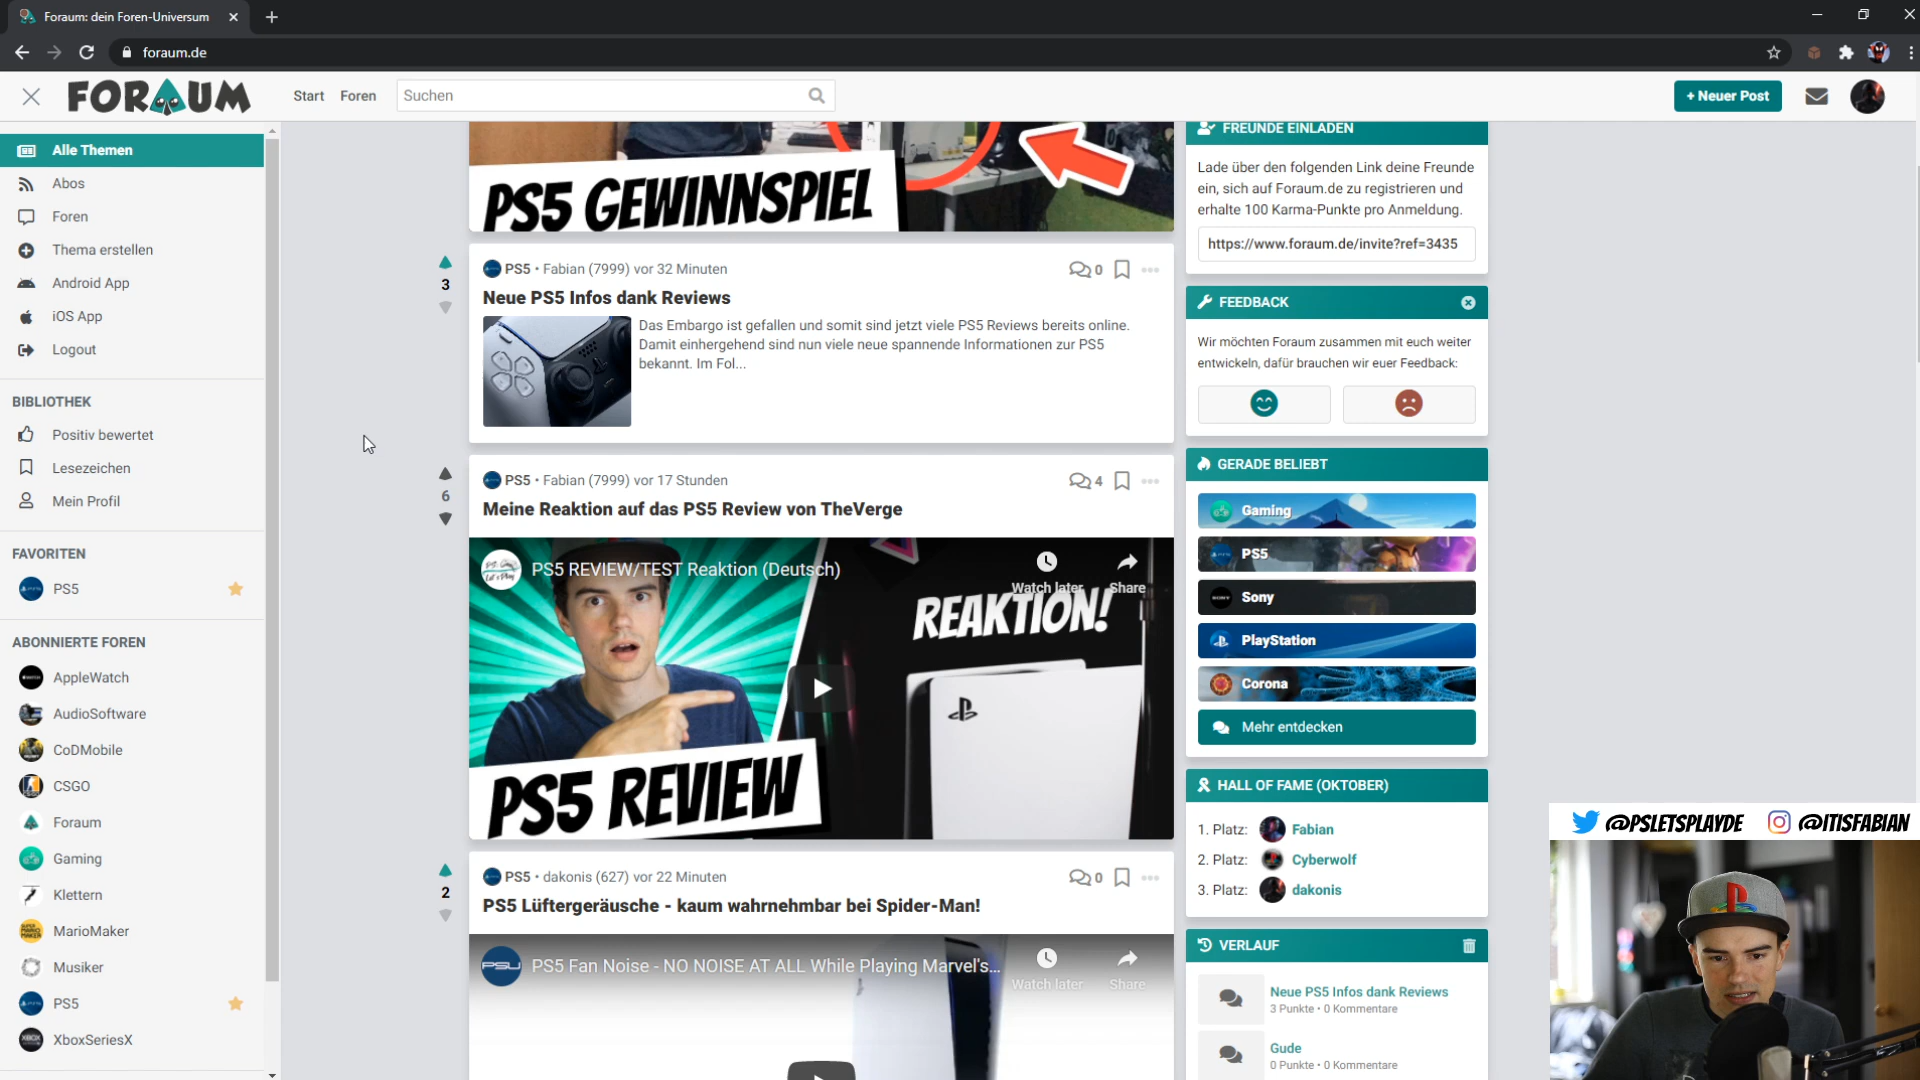 Foraum: dein Foren-Universum
foraum.de
FORAUM
Start
Foren
Suchen
+ Neuer Post
Alle Themen
Abos
Foren
Thema erstellen
Android App
iOS App
Logout
BIBLIOTHEK
Positiv bewertet
Lesezeichen
Mein Profil
FAVORITEN
PS5
ABONNIERTE FOREN
AppleWatch
AudioSoftware
CoDMobile
CSGO
Foraum
Gaming
Klettern
MarioMaker
Musiker
PS5
XboxSeriesX
PS5 GEWINNSPIEL
3
PS5 • Fabian (7999) vor 32 Minuten
0
Neue PS5 Infos dank Reviews
Das Embargo ist gefallen und somit sind jetzt viele PS5 Reviews bereits online.
Damit einhergehend sind nun viele neue spannende Informationen zur PS5
bekannt. Im Fol...
6
PS5 • Fabian (7999) vor 17 Stunden
4
Meine Reaktion auf das PS5 Review von TheVerge
PS5 REVIEW/TEST Reaktion (Deutsch)
Watch later
Share
REAKTION!
PS5 REVIEW
2
PS5 • dakonis (627) vor 22 Minuten
0
PS5 Lüftergeräusche - kaum wahrnehmbar bei Spider-Man!
PSU
PS5 Fan Noise - NO NOISE AT ALL While Playing Marvel's...
Watch later
Share
FREUNDE EINLADEN
Lade über den folgenden Link deine Freunde
ein, sich auf Foraum.de zu registrieren und
erhalte 100 Karma-Punkte pro Anmeldung.
https://www.foraum.de/invite?ref=3435
FEEDBACK
Wir möchten Foraum zusammen mit euch weiter
entwickeln, dafür brauchen wir euer Feedback:
GERADE BELIEBT
Gaming
PS5
Sony
PlayStation
Corona
Mehr entdecken
HALL OF FAME (OKTOBER)
1. Platz: Fabian
2. Platz: Cyberwolf
3. Platz: dakonis
VERLAUF
Neue PS5 Infos dank Reviews
3 Punkte • 0 Kommentare
Gude
0 Punkte • 0 Kommentare
@PSLETSPLAYDE
@ITISFABIAN